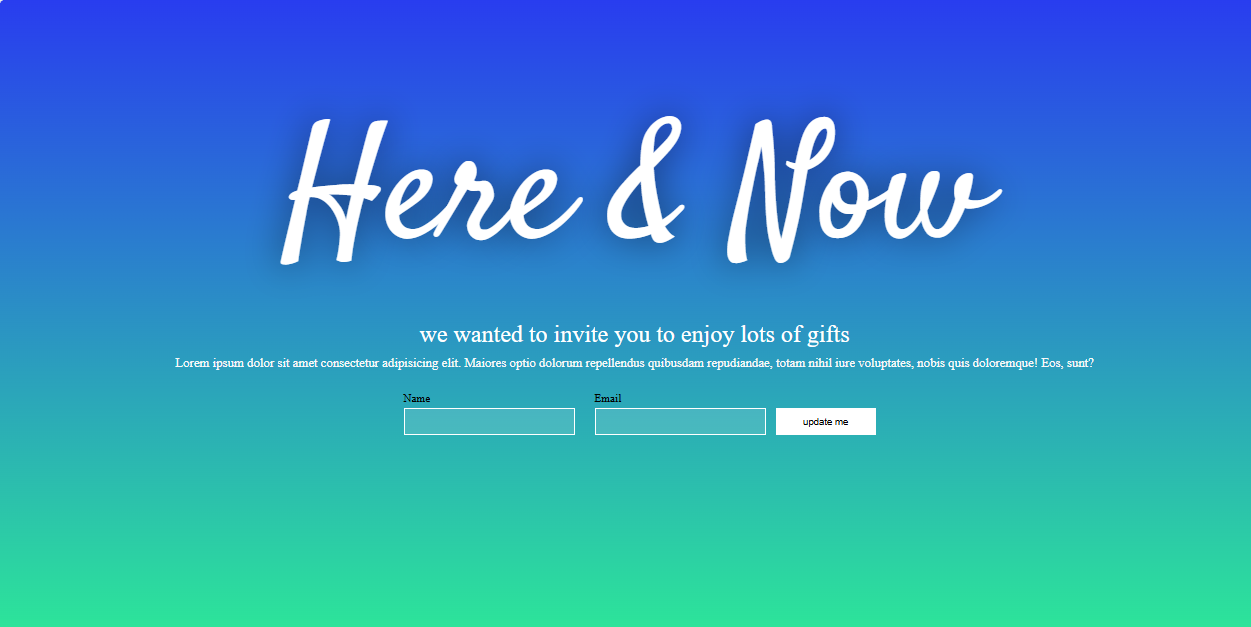 Here & Now
we wanted to invite you to enjoy lots of gifts
Lorem ipsum dolor sit amet consectetur adipisicing elit. Maiores optio dolorum repellendus quibusdam repudiandae, totam nihil iure voluptates, nobis quis doloremque! Eos, sunt?
Name Email
update me